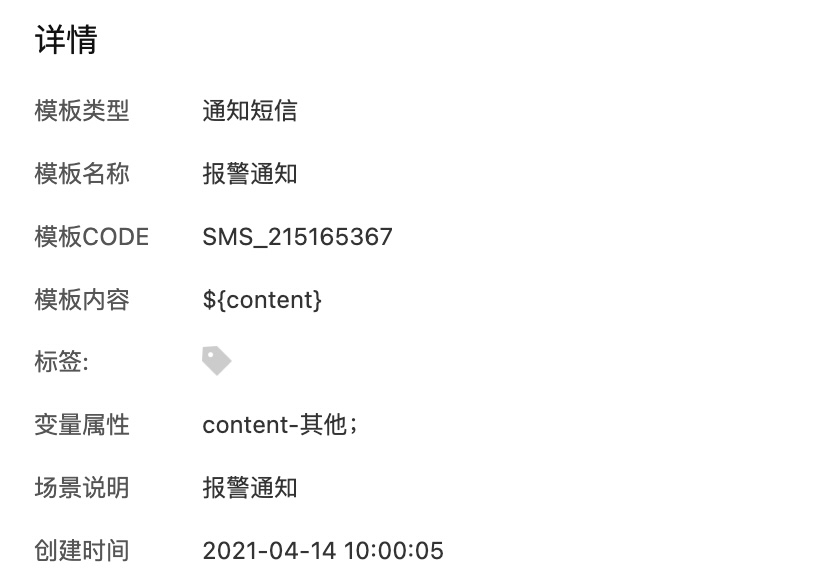 详情
模板类型 通知短信
模板名称 报警通知
模板CODE SMS_215165367
模板内容 ${content}
标签:
变量属性 content-其他；
场景说明 报警通知
创建时间 2021-04-14 10:00:05